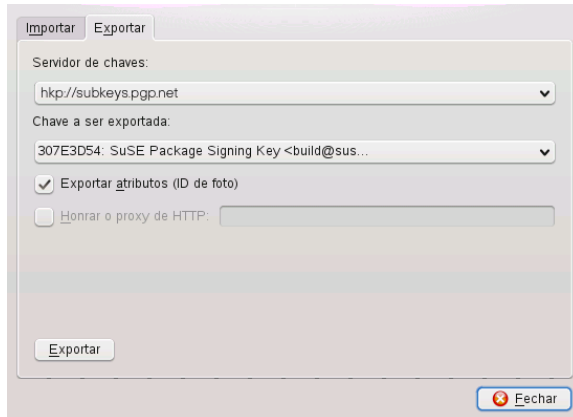 Importar Exportar
Servidor de chaves:
hkp://subkeys.pgp.net
Chave a ser exportada:
307E3D54: SuSE Package Signing Key <build@sus...
Exportar atributos (ID de foto)
Honrar o proxy de HTTP:
Exportar
Fechar